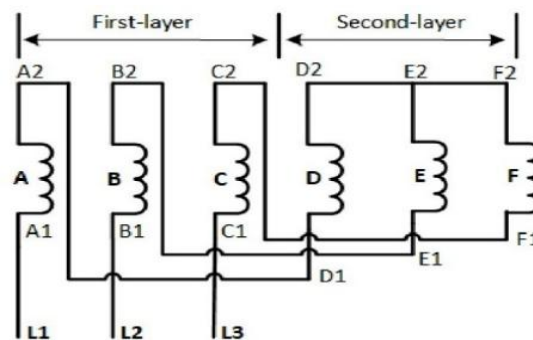 First-layer Second-layer
A2 B2 C2 D2 E2 F2
A B C D E F
A1 B1 C1 F1
D1 E1
L1 L2 L3